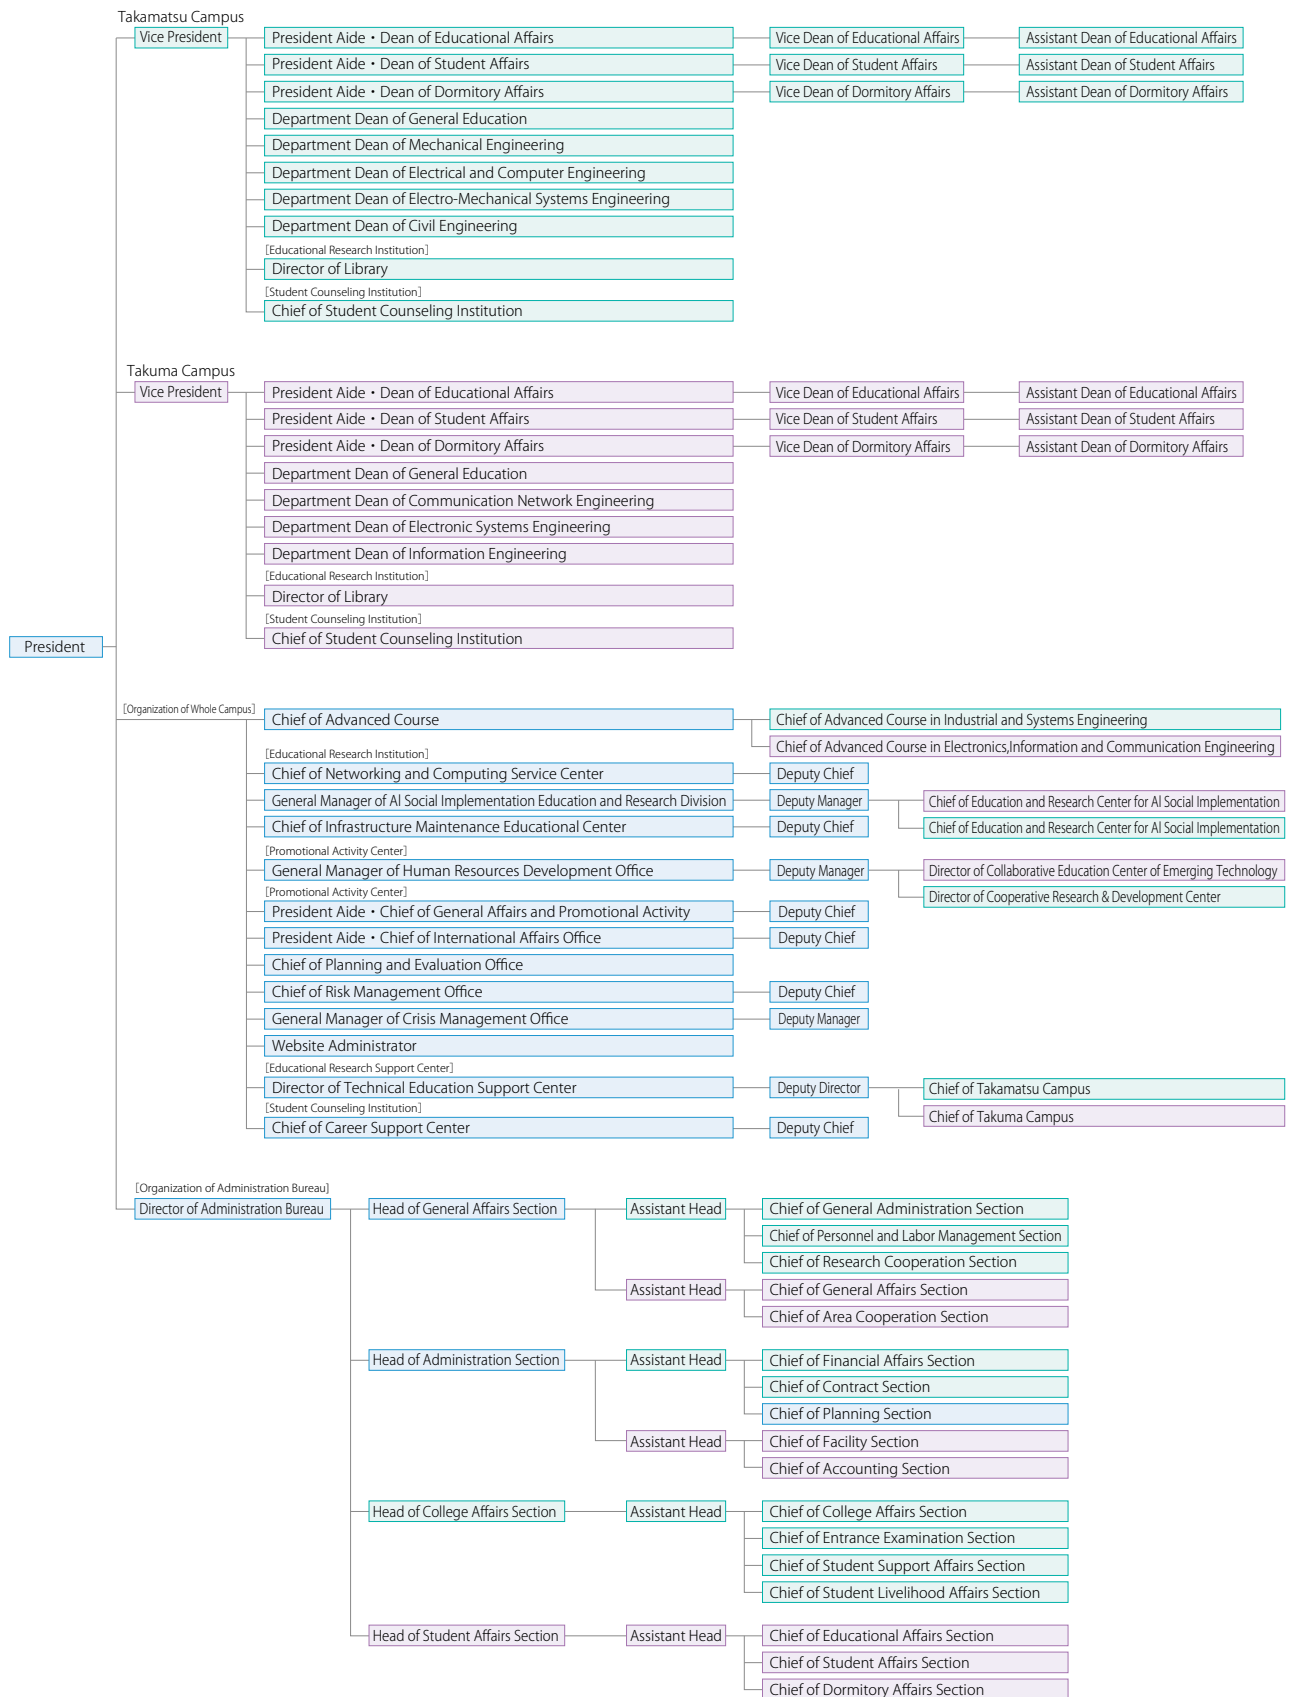 Takamatsu Campus
Vice President
President Aide・Dean of Educational Affairs
Vice Dean of Educational Affairs
Assistant Dean of Educational Affairs
President Aide・Dean of Student Affairs
Vice Dean of Student Affairs
Assistant Dean of Student Affairs
President Aide・Dean of Dormitory Affairs
Vice Dean of Dormitory Affairs
Assistant Dean of Dormitory Affairs
Department Dean of General Education
Department Dean of Mechanical Engineering
Department Dean of Electrical and Computer Engineering
Department Dean of Electro-Mechanical Systems Engineering
Department Dean of Civil Engineering
[Educational Research Institution]
Director of Library
[Student Counseling Institution]
Chief of Student Counseling Institution
Takuma Campus
Vice President
President Aide・Dean of Educational Affairs
Vice Dean of Educational Affairs
Assistant Dean of Educational Affairs
President Aide・Dean of Student Affairs
Vice Dean of Student Affairs
Assistant Dean of Student Affairs
President Aide・Dean of Dormitory Affairs
Vice Dean of Dormitory Affairs
Assistant Dean of Dormitory Affairs
Department Dean of General Education
Department Dean of Communication Network Engineering
Department Dean of Electronic Systems Engineering
Department Dean of Information Engineering
[Educational Research Institution]
Director of Library
[Student Counseling Institution]
Chief of Student Counseling Institution
President
[Organization of Whole Campus]
Chief of Advanced Course
Chief of Advanced Course in Industrial and Systems Engineering
Chief of Advanced Course in Electronics,Information and Communication Engineering
[Educational Research Institution]
Chief of Networking and Computing Service Center
Deputy Chief
General Manager of AI Social Implementation Education and Research Division
Deputy Manager
Chief of Education and Research Center for AI Social Implementation
Chief of Infrastructure Maintenance Educational Center
Deputy Chief
Chief of Education and Research Center for AI Social Implementation
[Promotional Activity Center]
General Manager of Human Resources Development Office
Deputy Manager
Director of Collaborative Education Center of Emerging Technology
[Promotional Activity Center]
Director of Cooperative Research & Development Center
President Aide・Chief of General Affairs and Promotional Activity
Deputy Chief
President Aide・Chief of International Affairs Office
Deputy Chief
Chief of Planning and Evaluation Office
Chief of Risk Management Office
Deputy Chief
General Manager of Crisis Management Office
Deputy Manager
Website Administrator
[Educational Research Support Center]
Director of Technical Education Support Center
Deputy Director
Chief of Takamatsu Campus
[Student Counseling Institution]
Chief of Takuma Campus
Chief of Career Support Center
Deputy Chief
[Organization of Administration Bureau]
Director of Administration Bureau
Head of General Affairs Section
Assistant Head
Chief of General Administration Section
Chief of Personnel and Labor Management Section
Chief of Research Cooperation Section
Assistant Head
Chief of General Affairs Section
Chief of Area Cooperation Section
Head of Administration Section
Assistant Head
Chief of Financial Affairs Section
Chief of Contract Section
Chief of Planning Section
Assistant Head
Chief of Facility Section
Chief of Accounting Section
Head of College Affairs Section
Assistant Head
Chief of College Affairs Section
Chief of Entrance Examination Section
Chief of Student Support Affairs Section
Chief of Student Livelihood Affairs Section
Head of Student Affairs Section
Assistant Head
Chief of Educational Affairs Section
Chief of Student Affairs Section
Chief of Dormitory Affairs Section